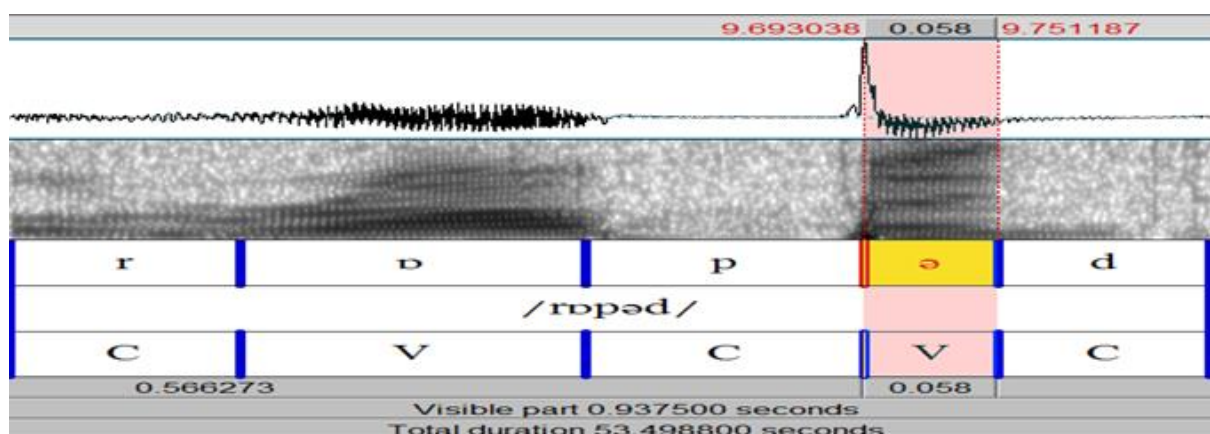 9.693038 0.058 9.751187
r ɒ p ə d
/rɒpəd/
C V C V C
0.566273 0.058
Visible part 0.937500 seconds
Total duration 53.498800 seconds